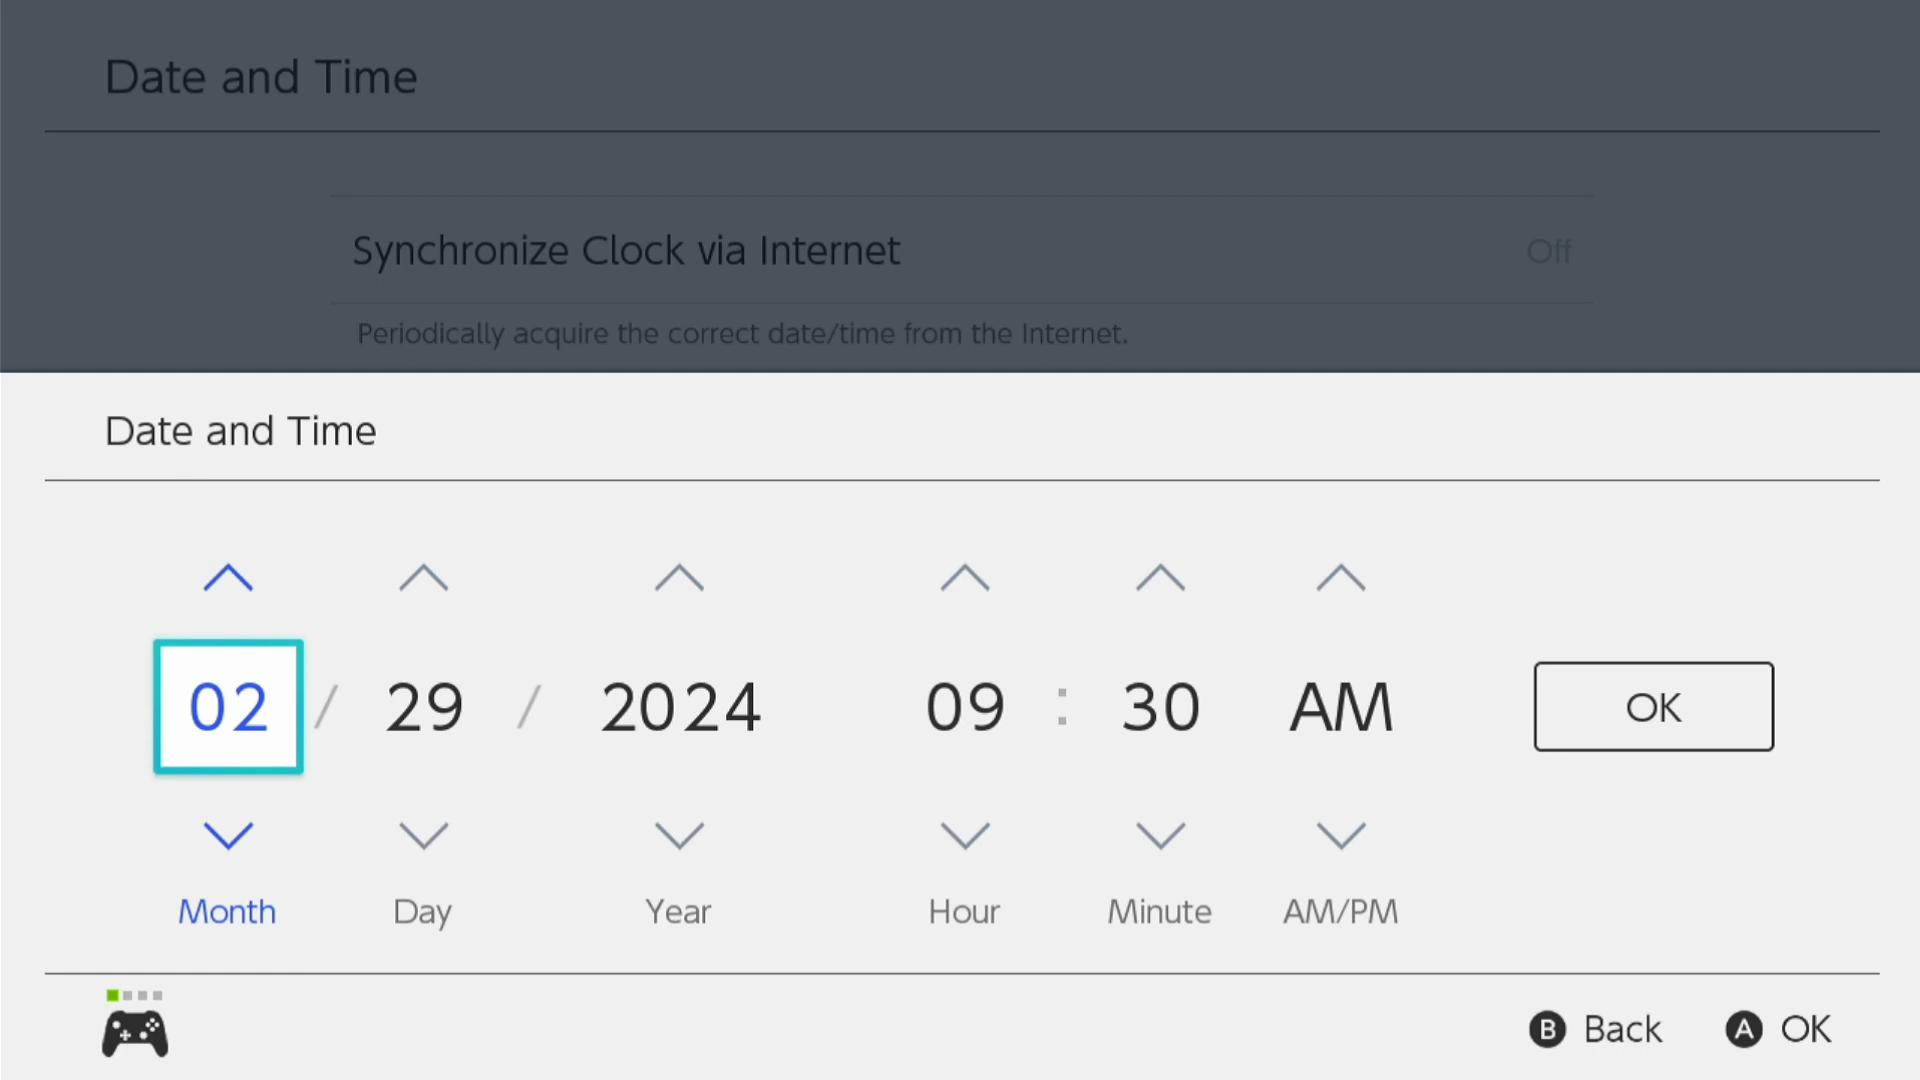 Date and Time
Synchronize Clock via Internet Off
Periodically acquire the correct date/time from the Internet.
Date and Time
02 / 29 / 2024 09 : 30 AM OK
Month Day Year Hour Minute AM/PM
B Back A OK